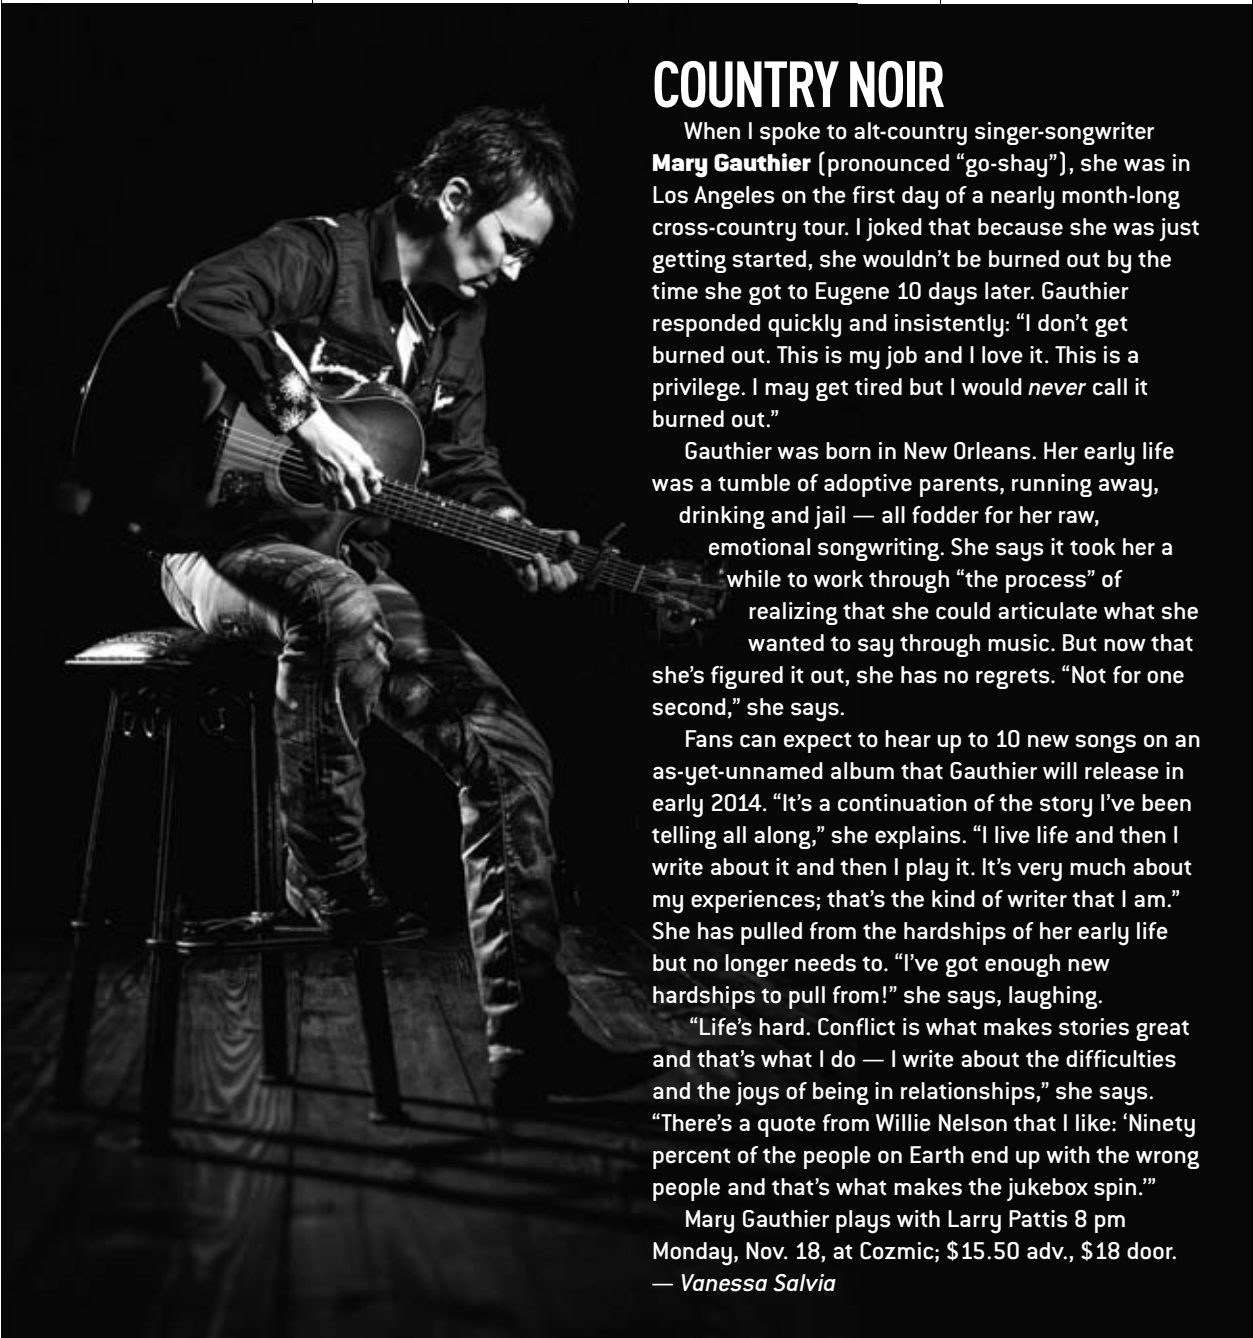 COUNTRY NOIR
When I spoke to alt-country singer-songwriter
Mary Gauthier (pronounced “go-shay”), she was in
Los Angeles on the first day of a nearly month-long
cross-country tour. I joked that because she was just
getting started, she wouldn’t be burned out by the
time she got to Eugene 10 days later. Gauthier
responded quickly and insistently: “I don’t get
burned out. This is my job and I love it. This is a
privilege. I may get tired but I would never call it
burned out.”
Gauthier was born in New Orleans. Her early life
was a tumble of adoptive parents, running away,
drinking and jail — all fodder for her raw,
emotional songwriting. She says it took her a
while to work through “the process” of
realizing that she could articulate what she
wanted to say through music. But now that
she’s figured it out, she has no regrets. “Not for one
second,” she says.
Fans can expect to hear up to 10 new songs on an
as-yet-unnamed album that Gauthier will release in
early 2014. “It’s a continuation of the story I’ve been
telling all along,” she explains. “I live life and then I
write about it and then I play it. It’s very much about
my experiences; that’s the kind of writer that I am.”
She has pulled from the hardships of her early life
but no longer needs to. “I’ve got enough new
hardships to pull from!” she says, laughing.
“Life’s hard. Conflict is what makes stories great
and that’s what I do — I write about the difficulties
and the joys of being in relationships,” she says.
“There’s a quote from Willie Nelson that I like: ‘Ninety
percent of the people on Earth end up with the wrong
people and that’s what makes the jukebox spin.’”
Mary Gauthier plays with Larry Pattis 8 pm
Monday, Nov. 18, at Cozmic; $15.50 adv., $18 door.
— Vanessa Salvia